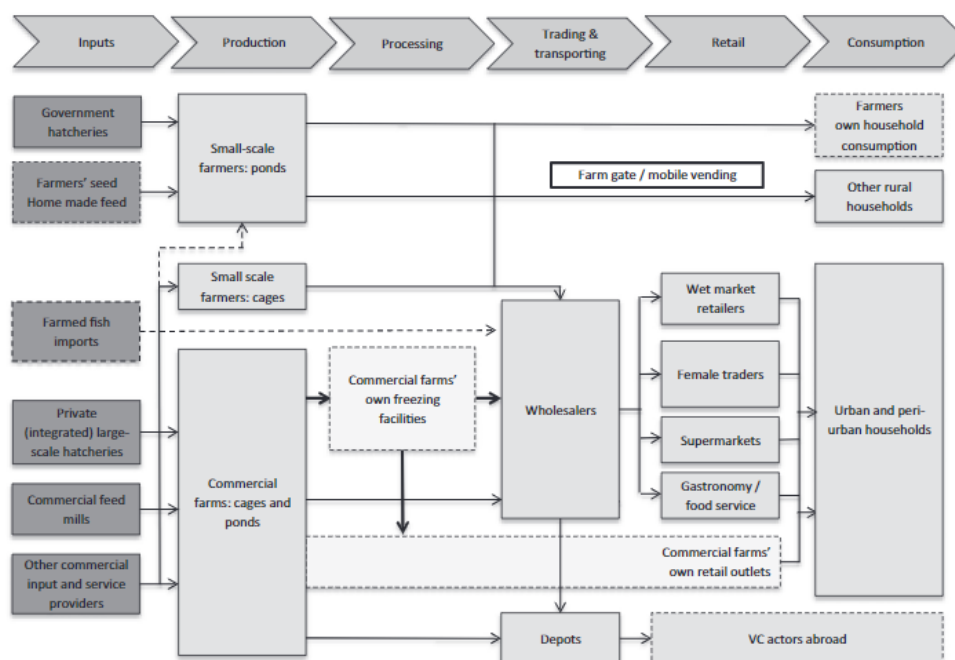 Inputs
Production
Processing
Trading &
transporting
Retail
Consumption
Government
hatcheries
Farmers' seed
Home made feed
Farmed fish
imports
Private
(integrated) large-
scale hatcheries
Commercial feed
mills
Other commercial
input and service
providers
Small-scale
farmers: ponds
Small scale
farmers: cages
Commercial
farms: cages and
ponds
Commercial farms'
own freezing
facilities
Farm gate / mobile vending
Wholesalers
Depots
Wet market
retailers
Female traders
Supermarkets
Gastronomy /
food service
Commercial farms'
own retail outlets
Farmers
own household
consumption
Other rural
households
Urban and peri-
urban households
VC actors abroad